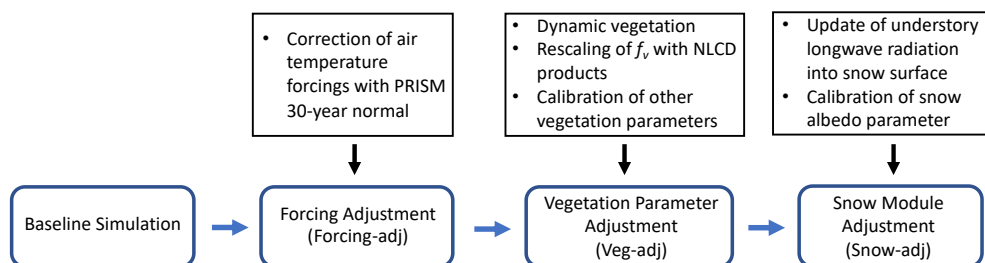 • Correction of air
temperature forcings with PRISM
30-year normal
• Dynamic vegetation
• Rescaling of fv with NLCD
products
• Calibration of other
vegetation parameters
• Update of understory
longwave radiation
into snow surface
• Calibration of snow
albedo parameter
Baseline Simulation
Forcing Adjustment
(Forcing-adj)
Vegetation Parameter
Adjustment
(Veg-adj)
Snow Module
Adjustment
(Snow-adj)